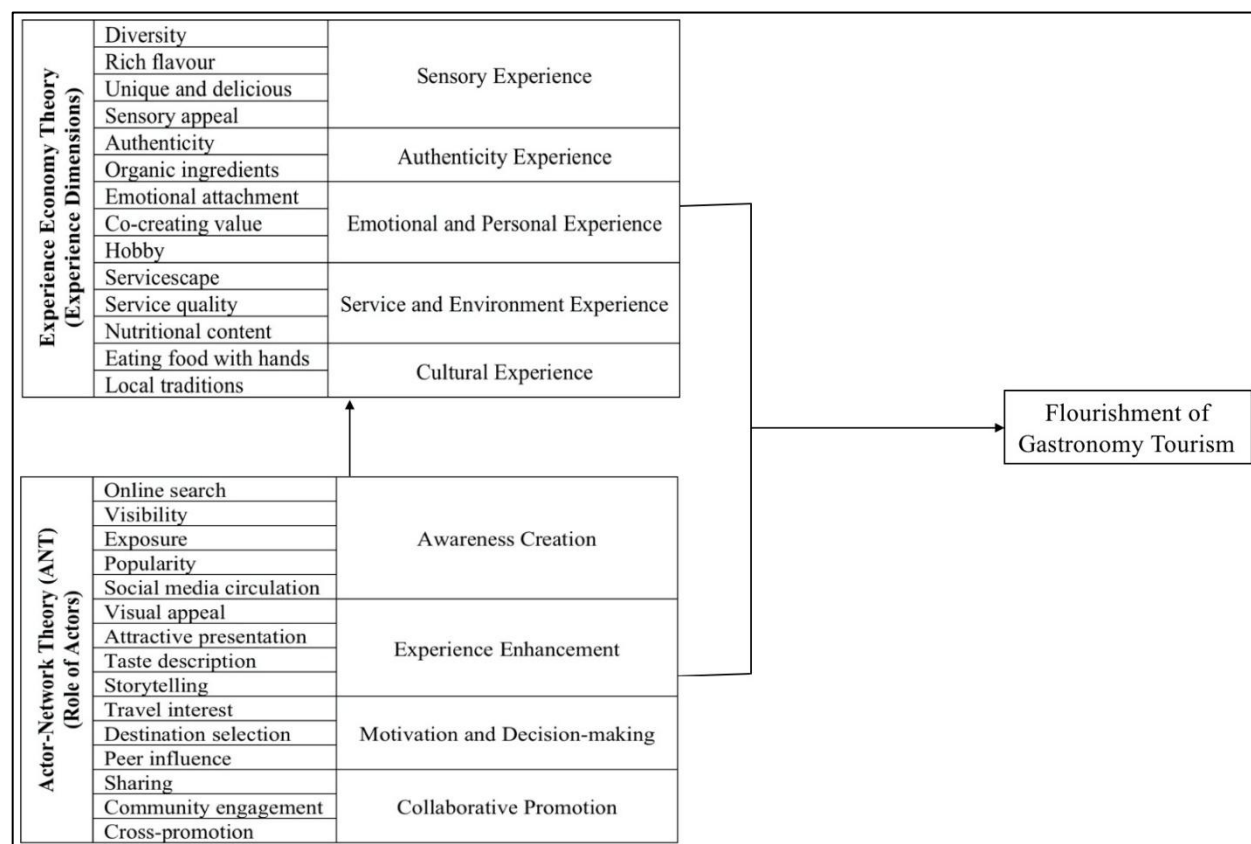 Experience Economy Theory
(Experience Dimensions)
Diversity
Rich flavour
Unique and delicious
Sensory appeal
Sensory Experience
Authenticity
Organic ingredients
Authenticity Experience
Emotional attachment
Co-creating value
Hobby
Emotional and Personal Experience
Servicescape
Service quality
Nutritional content
Service and Environment Experience
Eating food with hands
Local traditions
Cultural Experience
Actor-Network Theory (ANT)
(Role of Actors)
Online search
Visibility
Exposure
Popularity
Social media circulation
Awareness Creation
Visual appeal
Attractive presentation
Taste description
Storytelling
Experience Enhancement
Travel interest
Destination selection
Peer influence
Motivation and Decision-making
Sharing
Community engagement
Cross-promotion
Collaborative Promotion
Flourishment of
Gastronomy Tourism